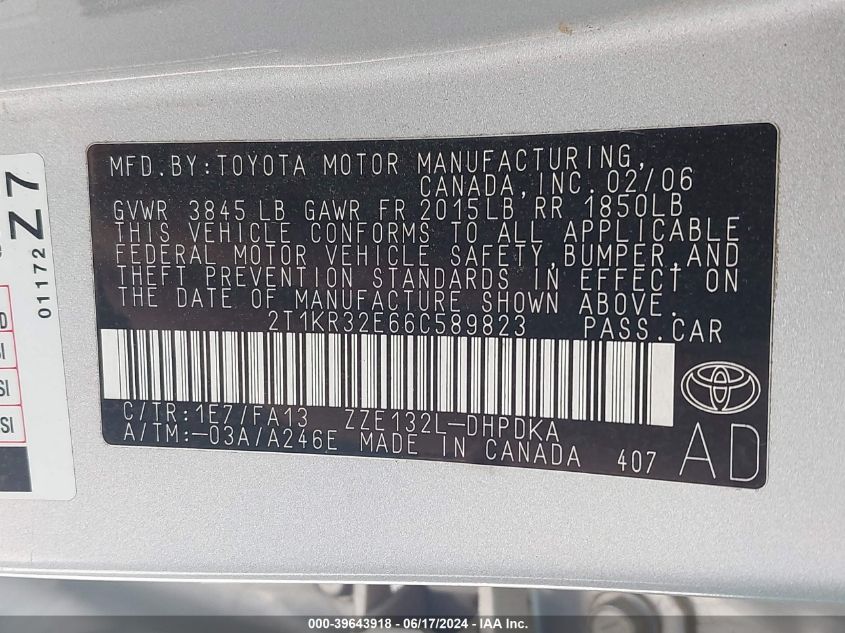 MFD.BY:TOYOTA MOTOR MANUFACTURING,
CANADA,INC. 02/06
GVWR 3845 LB GAWR FR 2015LB RR 1850LB
THIS VEHICLE CONFORMS TO ALL APPLICABLE
FEDERAL MOTOR VEHICLE SAFETY,BUMPER,AND
THEFT PREVENTION STANDARDS IN EFFECT ON
THE DATE OF MANUFACTURE SHOWN ABOVE.
2T1KR32E66C589823 PASS.CAR
C/TR:1E7/FA13 ZZE132L-DHPDKA
A/TM:-03A/A246E MADE IN CANADA 407
AD
01172
Z7
D
SI
SI
SI
000-39643918 - 06/17/2024 - IAA Inc.